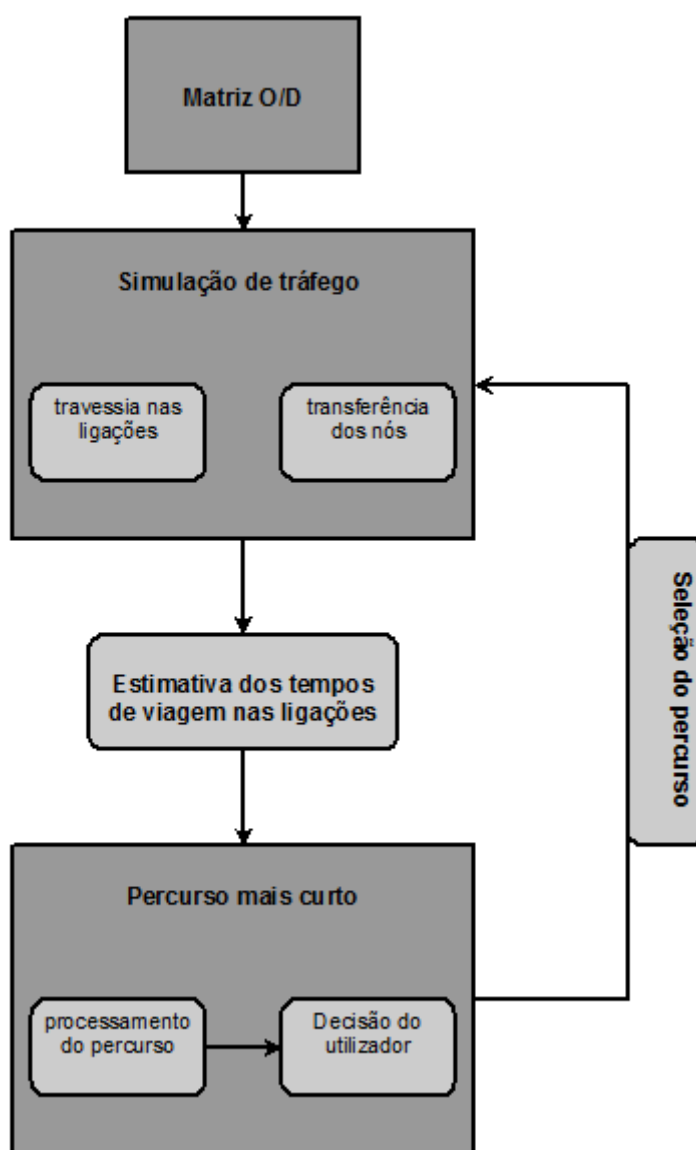 Matriz O/D
Simulação de tráfego
travessia nas
ligações
transferência
dos nós
Estimativa dos tempos
de viagem nas ligações
Seleção do percurso
Percurso mais curto
processamento
do percurso
Decisão do
utilizador